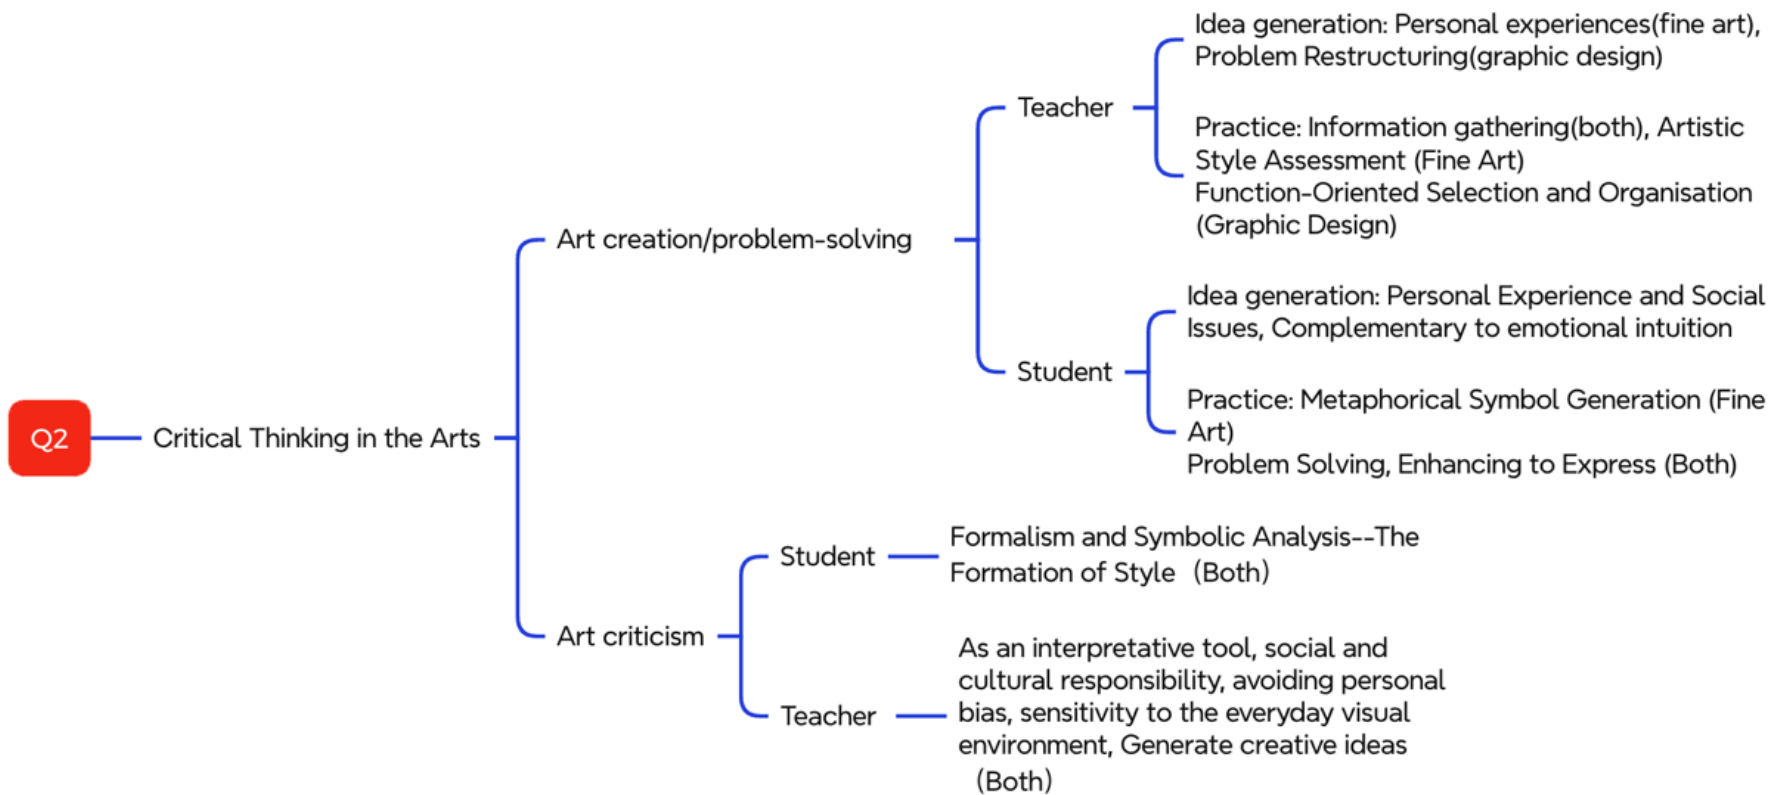 Idea generation: Personal experiences(fine art),
Problem Restructuring(graphic design)
Teacher
Practice: Information gathering(both), Artistic
Style Assessment (Fine Art)
Function-Oriented Selection and Organisation
(Graphic Design)
Art creation/problem-solving
Idea generation: Personal Experience and Social
Issues, Complementary to emotional intuition
Student
Practice: Metaphorical Symbol Generation (Fine
Art)
Problem Solving, Enhancing to Express (Both)
Q2
Critical Thinking in the Arts
Formalism and Symbolic Analysis--The
Formation of Style (Both)
Student
Art criticism
As an interpretative tool, social and
cultural responsibility, avoiding personal
bias, sensitivity to the everyday visual
environment, Generate creative ideas
(Both)
Teacher